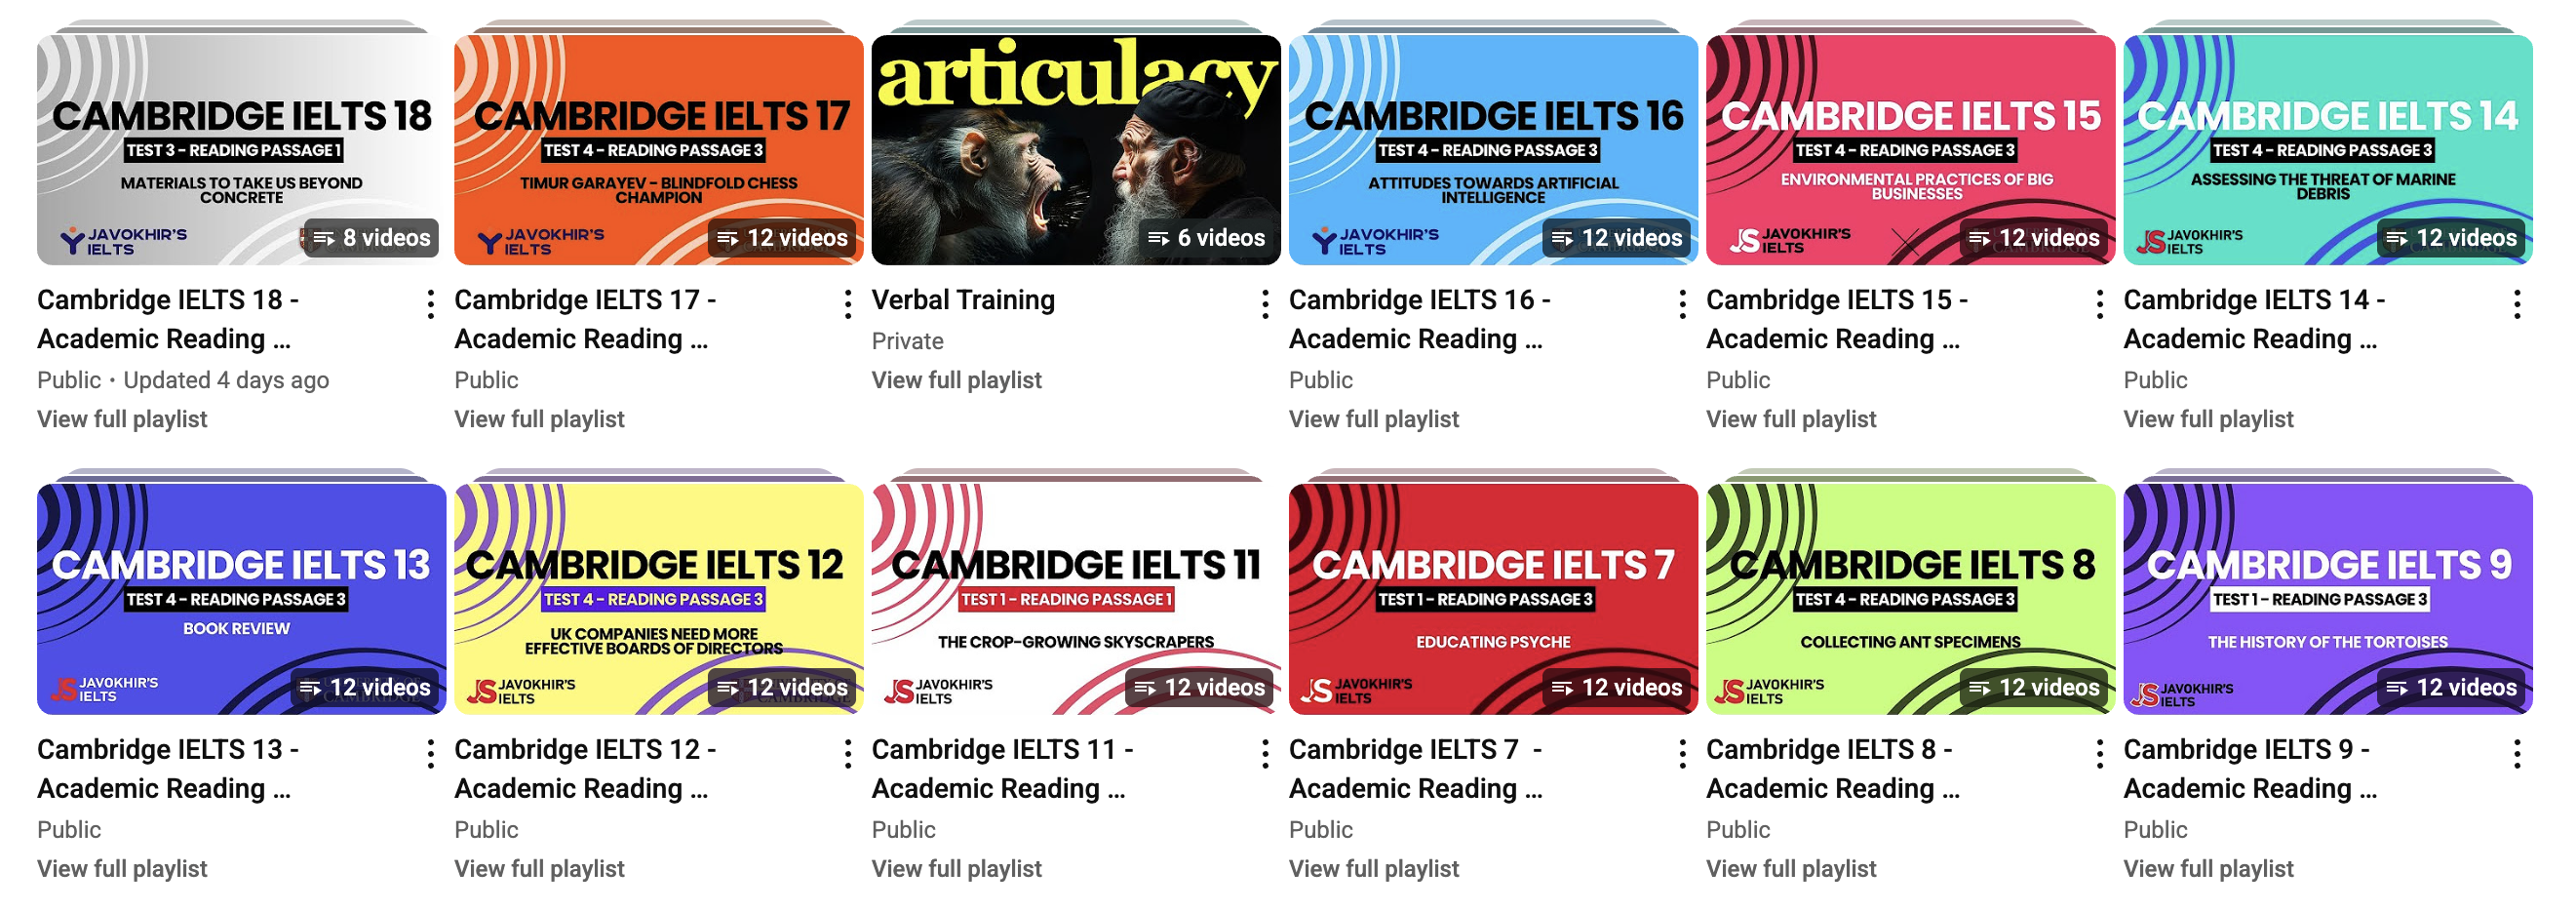 CAMBRIDGE IELTS 18
TEST 3 – READING PASSAGE 1
MATERIALS TO TAKE US BEYOND
CONCRETE
JAVOKHIR'S
IELTS
8 videos
Cambridge IELTS 18 -
Academic Reading ...
Public • Updated 4 days ago
View full playlist
CAMBRIDGE IELTS 17
TEST 4 – READING PASSAGE 3
TIMUR GARAYEV – BLINDFOLD CHESS
CHAMPION
JAVOKHIR'S
IELTS
12 videos
Cambridge IELTS 17 -
Academic Reading ...
Public
View full playlist
articulacy
6 videos
Verbal Training
Private
View full playlist
CAMBRIDGE IELTS 16
TEST 4 – READING PASSAGE 3
ATTITUDES TOWARDS ARTIFICIAL
INTELLIGENCE
JAVOKHIR'S
IELTS
12 videos
Cambridge IELTS 16 -
Academic Reading ...
Public
View full playlist
CAMBRIDGE IELTS 15
TEST 4 – READING PASSAGE 3
ENVIRONMENTAL PRACTICES OF BIG
BUSINESSES
JS JAVOKHIR'S
IELTS
12 videos
Cambridge IELTS 15 -
Academic Reading ...
Public
View full playlist
CAMBRIDGE IELTS 14
TEST 4 – READING PASSAGE 3
ASSESSING THE THREAT OF MARINE
DEBRIS
JS JAVOKHIR'S
IELTS
12 videos
Cambridge IELTS 14 -
Academic Reading ...
Public
View full playlist
CAMBRIDGE IELTS 13
TEST 4 – READING PASSAGE 3
BOOK REVIEW
JS JAVOKHIR'S
IELTS
12 videos
Cambridge IELTS 13 -
Academic Reading ...
Public
View full playlist
CAMBRIDGE IELTS 12
TEST 4 – READING PASSAGE 3
UK COMPANIES NEED MORE
EFFECTIVE BOARDS OF DIRECTORS
JS JAVOKHIR'S
IELTS
12 videos
Cambridge IELTS 12 -
Academic Reading ...
Public
View full playlist
CAMBRIDGE IELTS 11
TEST 1 – READING PASSAGE 1
THE CROP-GROWING SKYSCRAPERS
JS JAVOKHIR'S
IELTS
12 videos
Cambridge IELTS 11 -
Academic Reading ...
Public
View full playlist
CAMBRIDGE IELTS 7
TEST 1 – READING PASSAGE 3
EDUCATING PSYCHE
JS JAVOKHIR'S
IELTS
12 videos
Cambridge IELTS 7 -
Academic Reading ...
Public
View full playlist
CAMBRIDGE IELTS 8
TEST 4 – READING PASSAGE 3
COLLECTING ANT SPECIMENS
JS JAVOKHIR'S
IELTS
12 videos
Cambridge IELTS 8 -
Academic Reading ...
Public
View full playlist
CAMBRIDGE IELTS 9
TEST 1 – READING PASSAGE 3
THE HISTORY OF THE TORTOISES
JS JAVOKHIR'S
IELTS
12 videos
Cambridge IELTS 9 -
Academic Reading ...
Public
View full playlist